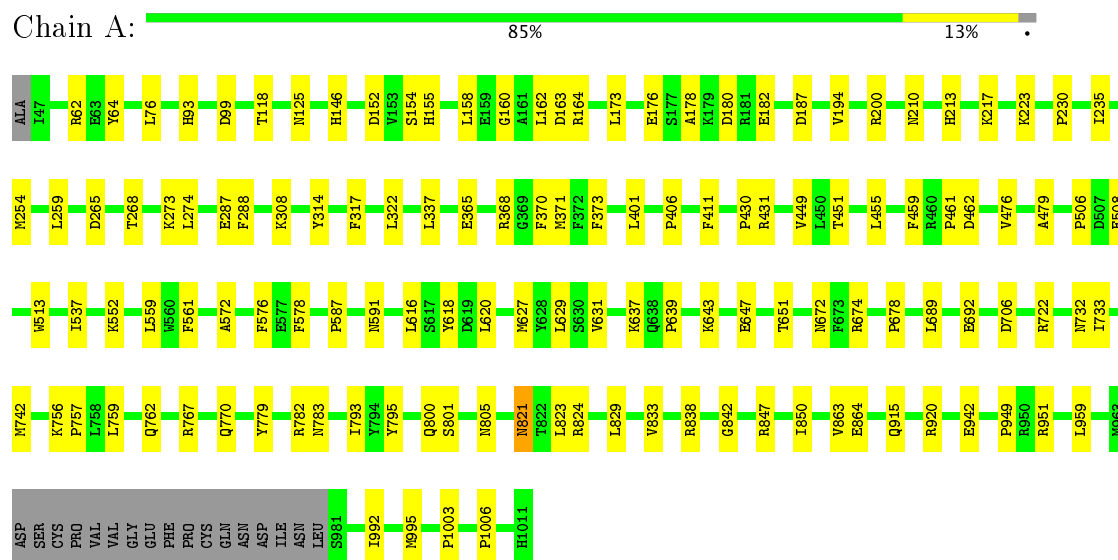 Chain A:
85% 13% •
ALA I47 R62 E63 Y64 L76 H93 D99 T118 N125 H146 D152 V153 S154 H155 L158 E159 G160 A161 L162 D163 R164 L173 E176 S177 A178 K179 D180 R181 E182 D187 V194 R200 N210 H213 K217 K223 P230 I235
M254 L259 D265 T268 K273 L274 E287 F288 K308 Y314 F317 L322 L337 E365 R368 G369 F370 M371 F372 F373 L401 P406 F411 P430 R431 V449 L450 T451 L455 F459 R460 P461 D462 V476 A479 P506 D507
W513 I537 K552 L559 W560 F561 A572 F576 E577 F578 P587 N591 L616 S617 Y618 D619 L620 M627 Y628 L629 S630 V631 K637 Q638 P639 K643 E647 T651 N672 F673 R674 P678 L689 E692 D706 R722 N732 I733
M742 K756 P757 L758 L759 Q762 R767 Q770 Y779 R782 N783 I793 Y794 Y795 Q800 S801 N805 N821 T822 L823 R824 L829 V833 R838 G842 R847 I850 V863 E864 Q915 R920 E942 P949 R950 R951 L959 M963
ASP SER CYS PRO VAL VAL GLY GLU PHE PRO CYS GLN ASN ASP ILE ASN LEU S981 I992 M995 P1003 P1006 H1011